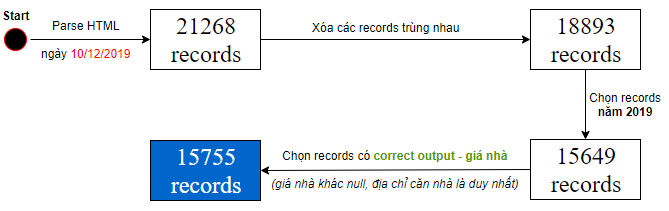 Start
Parse HTML
ngày 10/12/2019
21268
records
Xóa các records trùng nhau
18893
records
Chọn records
năm 2019
15649
records
Chọn records có correct output - giá nhà
(giá nhà khác null, địa chỉ căn nhà là duy nhất)
15755
records